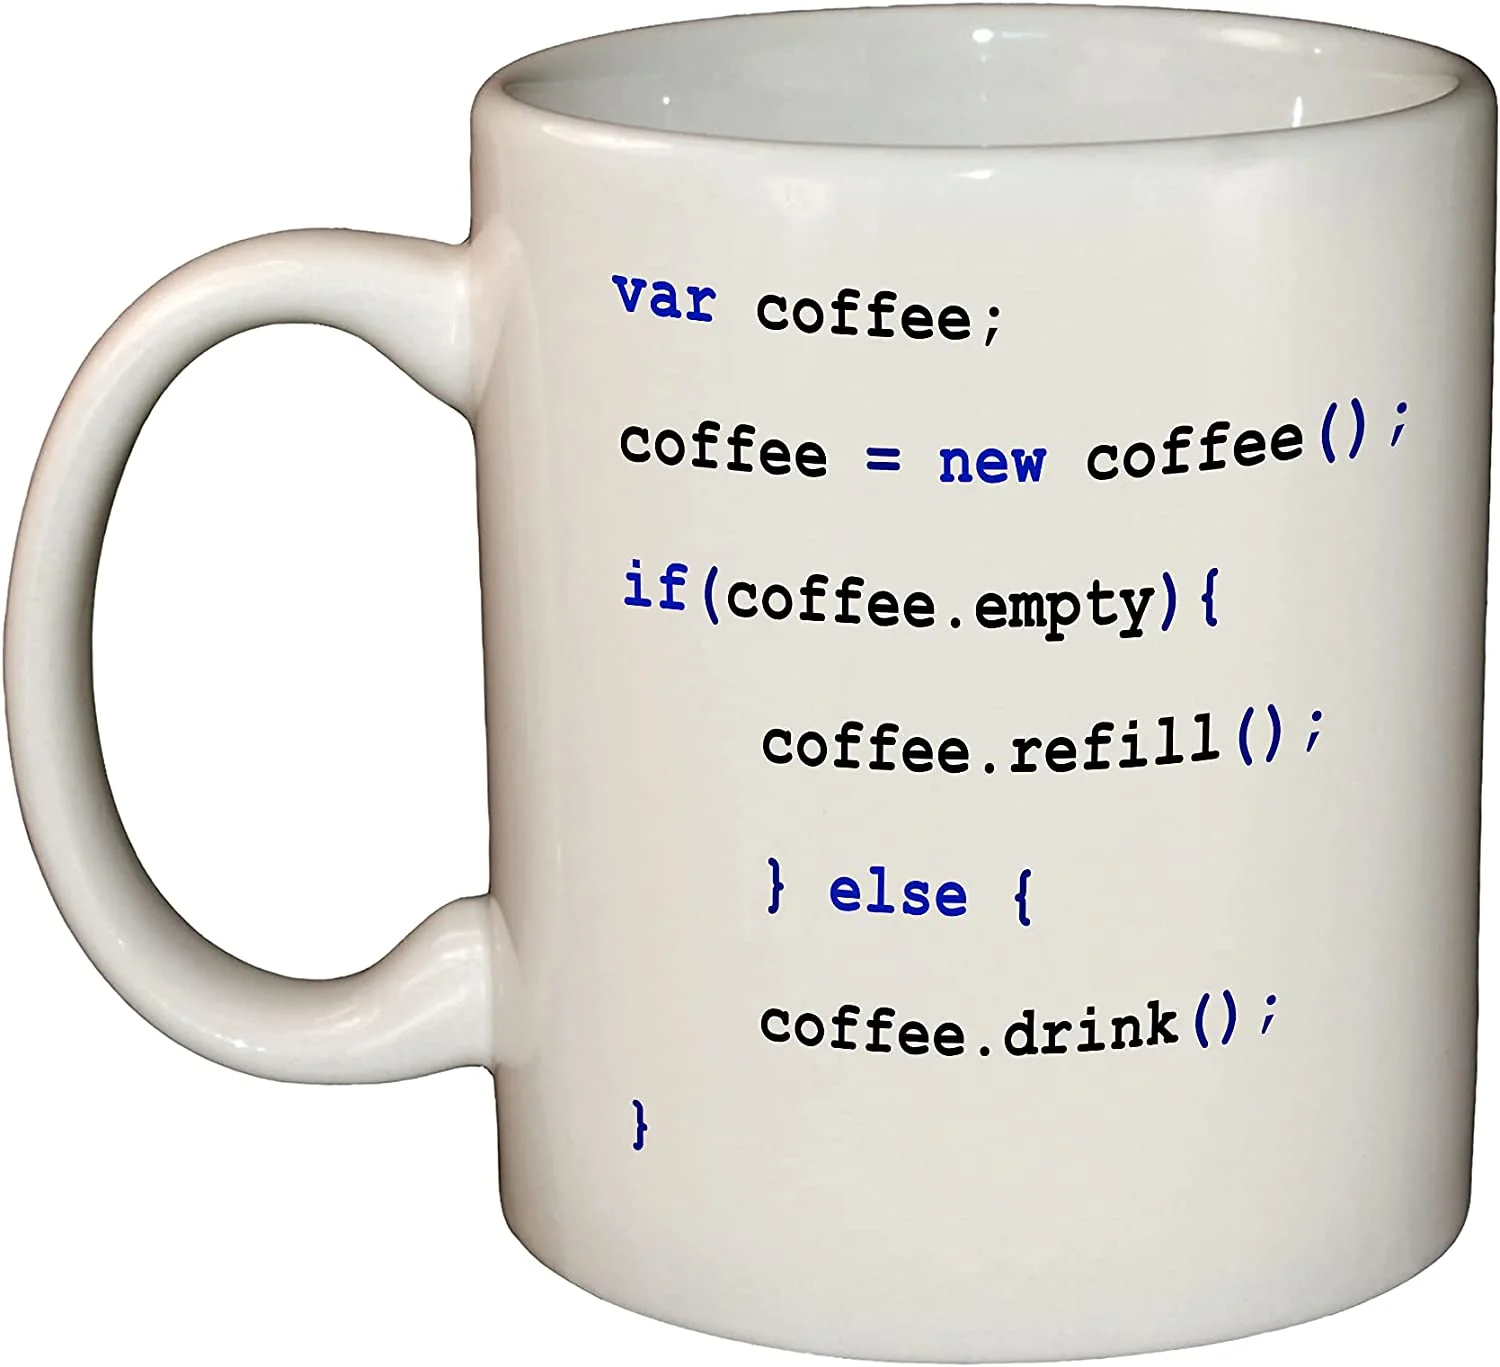 var coffee;
coffee = new coffee();
if(coffee.empty){
coffee.refill();
} else {
coffee.drink();
}